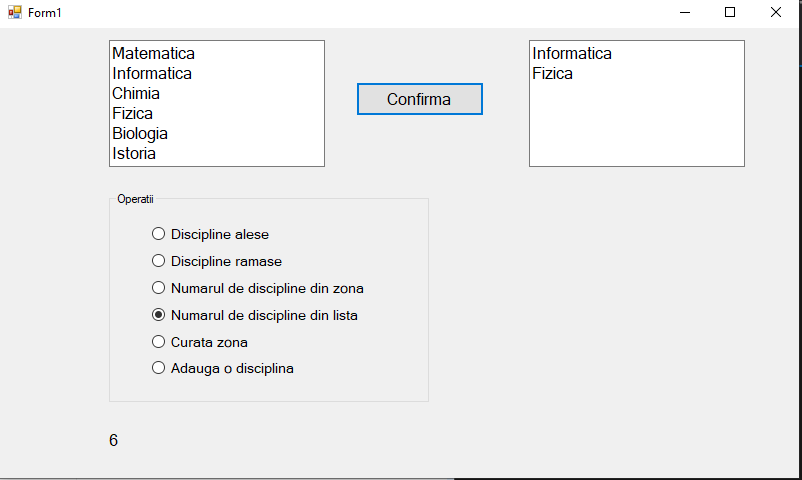 Form1
Matematica
Informatica
Chimia
Fizica
Biologia
Istoria
Confirma
Informatica
Fizica
Operatii
Discipline alese
Discipline ramase
Numarul de discipline din zona
Numarul de discipline din lista
Curata zona
Adauga o disciplina
6